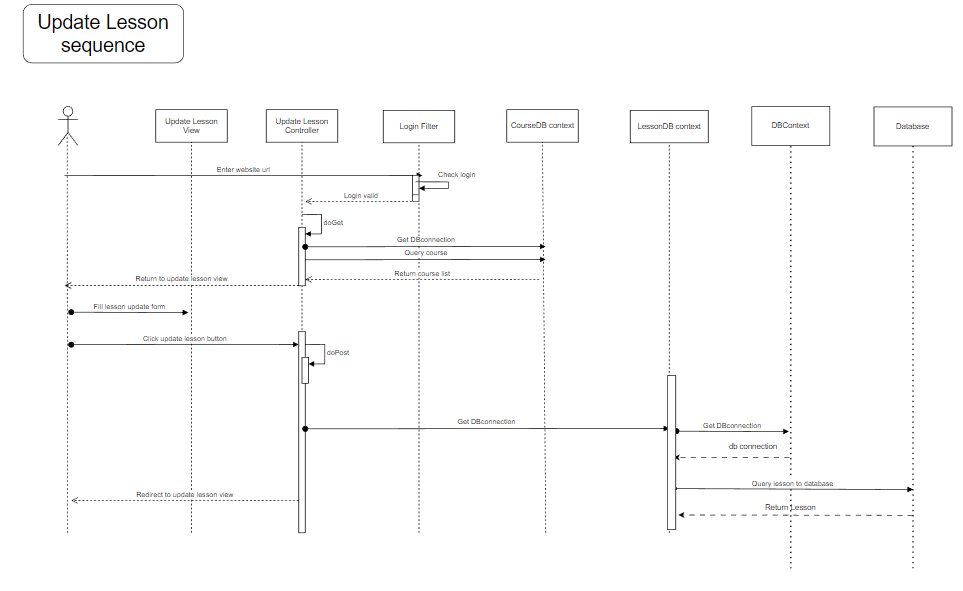 Update Lesson
sequence
Update Lesson
View
Update Lesson
Controller
Login Filter
CourseDB context
LessonDB context
DBContext
Database
Enter website url
Check login
Login valid
doGet
Get DBconnection
Query course
Return course list
Return to update lesson view
Fill lesson update form
Click update lesson button
doPost
Get DBconnection
Get DBconnection
db connection
Query lesson to database
Redirect to update lesson view
Return Lesson